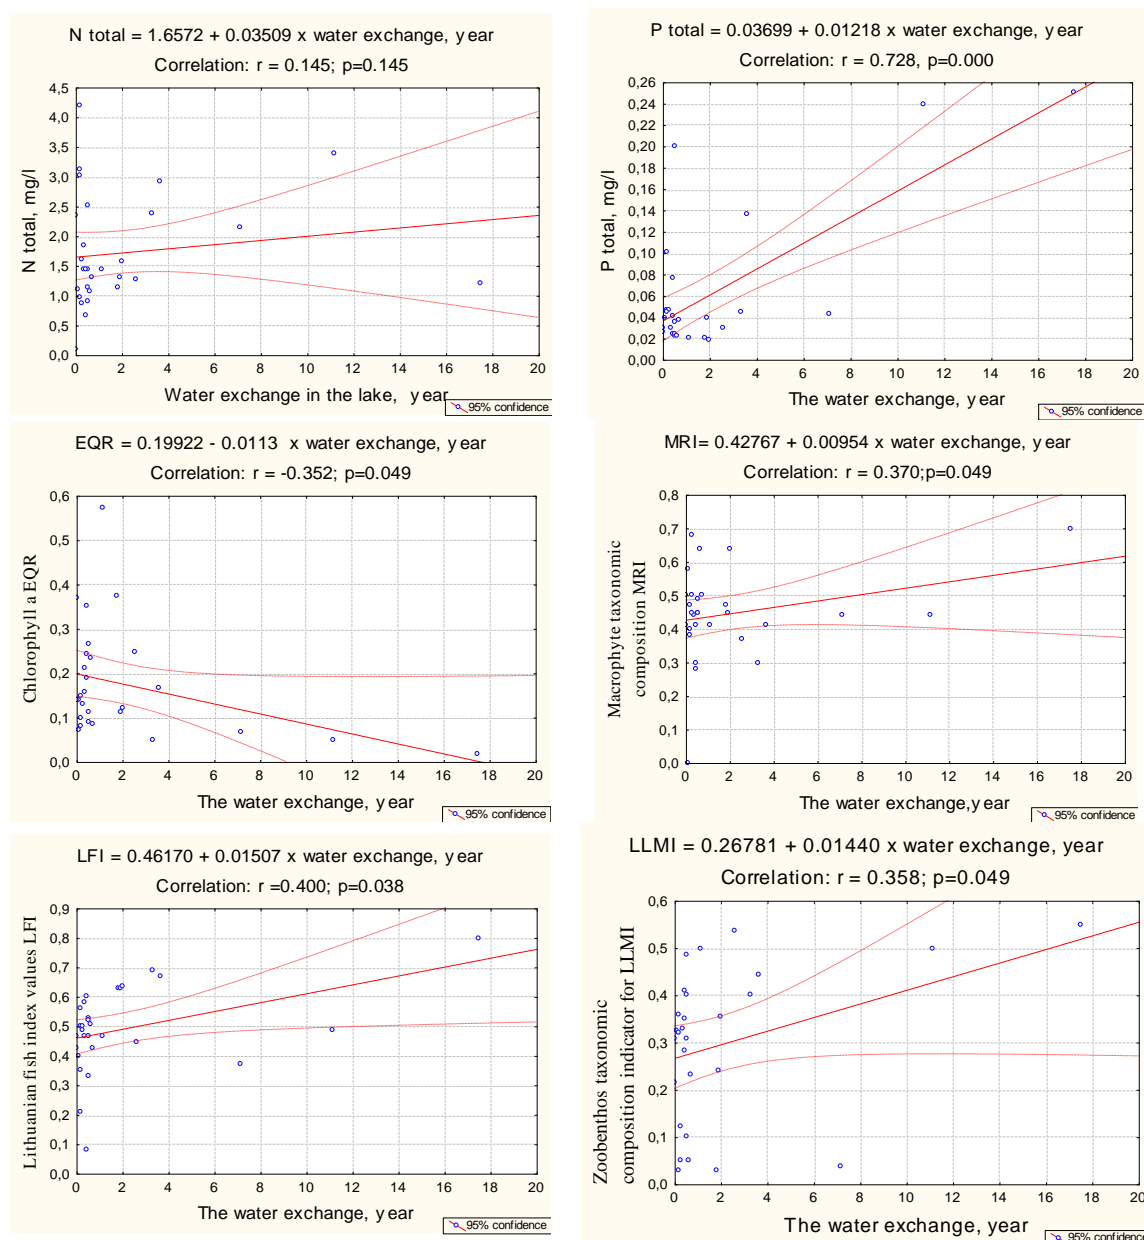 N total = 1.6572 + 0.03509 x water exchange, year
Correlation: r = 0.145; p=0.145
4,5
4,0
3,5
3,0
2,5
2,0
1,5
1,0
0,5
0,0
N total, mg/l
0 2 4 6 8 10 12 14 16 18 20
Water exchange in the lake, year
95% confidence
P total = 0.03699 + 0.01218 x water exchange, year
Correlation: r = 0.728, p=0.000
0,26
0,24
0,22
0,20
0,18
0,16
0,14
0,12
0,10
0,08
0,06
0,04
0,02
0,00
P total, mg/l
0 2 4 6 8 10 12 14 16 18 20
The water exchange, year
95% confidence
EQR = 0.19922 - 0.0113 x water exchange, year
Correlation: r = -0.352; p=0.049
0,6
0,5
0,4
0,3
0,2
0,1
0,0
Chlorophyll a EQR
0 2 4 6 8 10 12 14 16 18 20
The water exchange, year
95% confidence
MRI= 0.42767 + 0.00954 x water exchange, year
Correlation: r = 0.370;p=0.049
0,8
0,7
0,6
0,5
0,4
0,3
0,2
0,1
0,0
Macrophyte taxonomic
composition MRI
0 2 4 6 8 10 12 14 16 18 20
The water exchange,year
95% confidence
LFI = 0.46170 + 0.01507 x water exchange, year
Correlation: r =0.400; p=0.038
0,9
0,8
0,7
0,6
0,5
0,4
0,3
0,2
0,1
0,0
Lithuanian fish index values LFI
0 2 4 6 8 10 12 14 16 18 20
The water exchange, year
95% confidence
LLMI = 0.26781 + 0.01440 x water exchange, year
Correlation: r = 0.358; p=0.049
0,6
0,5
0,4
0,3
0,2
0,1
0,0
Zoobenthos taxonomic
composition indicator for LLMI
0 2 4 6 8 10 12 14 16 18 20
The water exchange, year
95% confidence